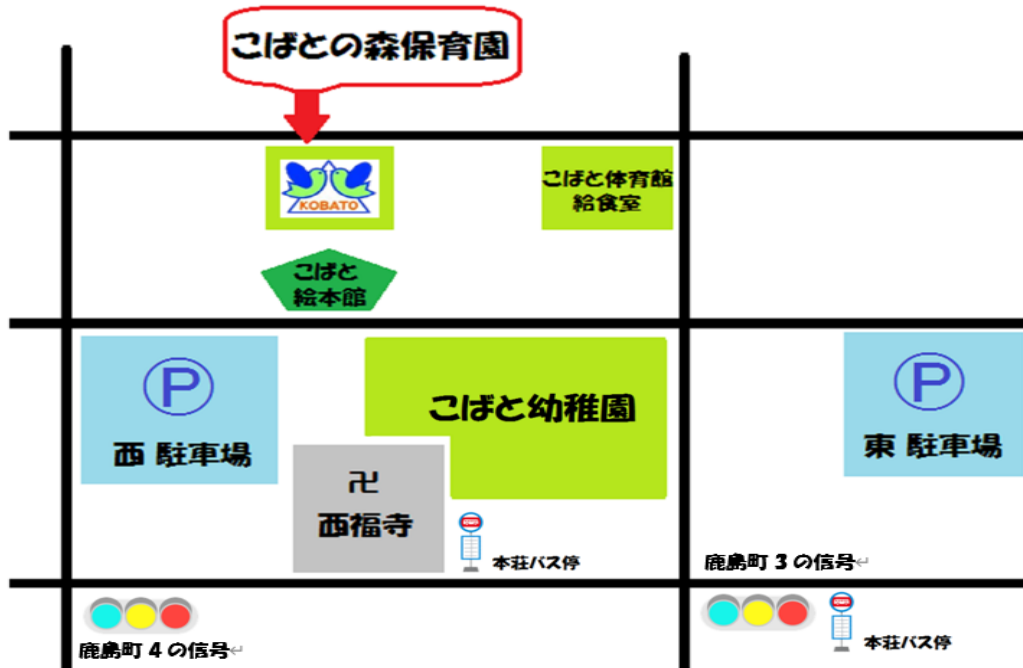 こばとの森保育園
KOBATO
こばと体育館
給食室
こばと
絵本館
P
西 駐車場
こばと幼稚園
P
東 駐車場
卍
西福寺
本荘バス停
鹿島町 3 の信号↵
鹿島町 4 の信号↵
本荘バス停